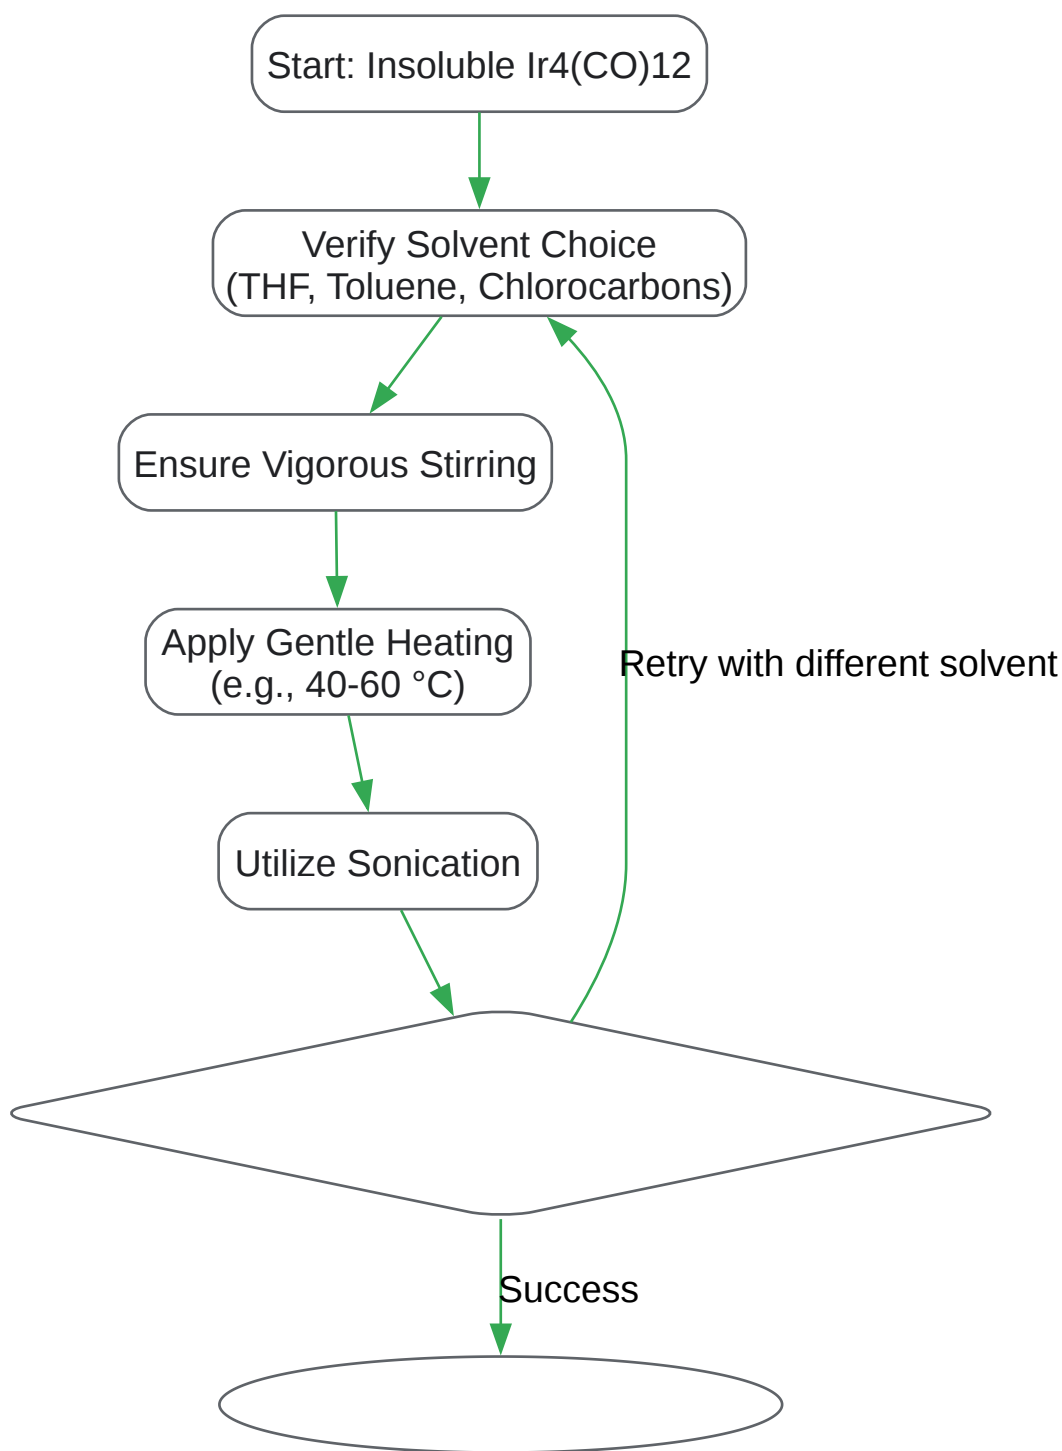 Start: Insoluble Ir4(CO)12
Verify Solvent Choice
(THF, Toluene, Chlorocarbons)
Ensure Vigorous Stirring
Apply Gentle Heating
(e.g., 40-60 °C)
Retry with different solvent
Utilize Sonication
Success